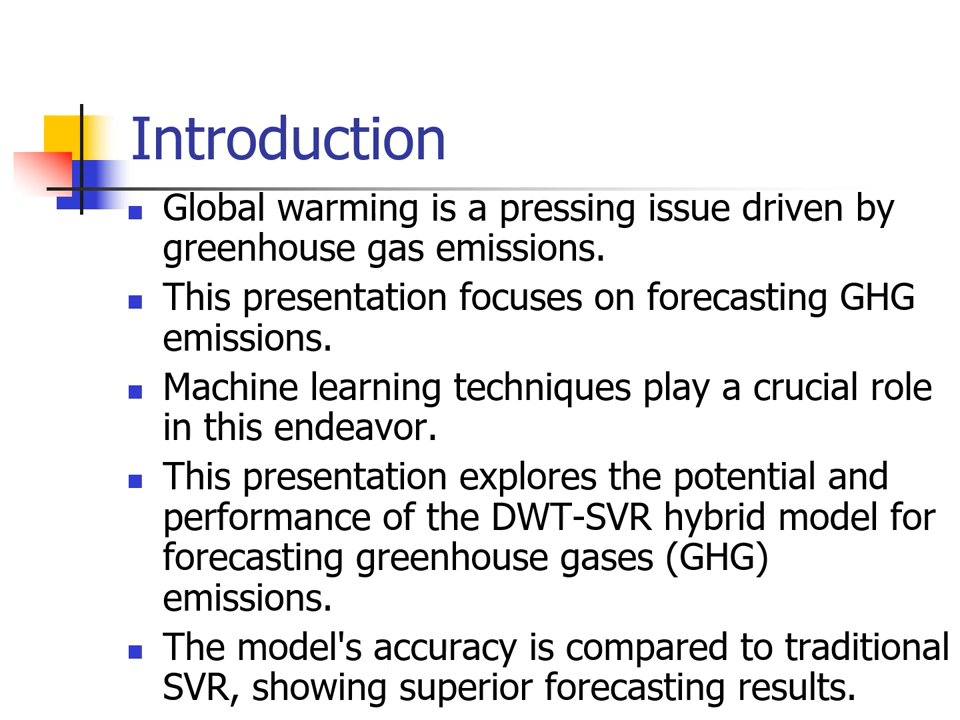 Introduction
Global warming is a pressing issue driven by
greenhouse gas emissions.
This presentation focuses on forecasting GHG
emissions.
Machine learning techniques play a crucial role
in this endeavor.
This presentation explores the potential and
performance of the DWT-SVR hybrid model for
forecasting greenhouse gases (GHG)
emissions.
The model's accuracy is compared to traditional
SVR, showing superior forecasting results.